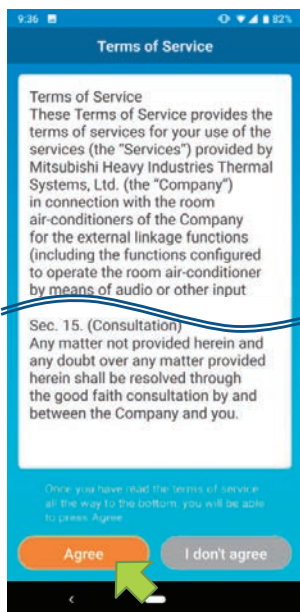 9:36 82%
Terms of Service
Terms of Service
These Terms of Service provides the
terms of services for your use of the
services (the “Services”) provided by
Mitsubishi Heavy Industries Thermal
Systems, Ltd. (the “Company”)
in connection with the room
air-conditioners of the Company
for the external linkage functions
(including the functions configured
to operate the room air-conditioner
by means of audio or other input
Sec. 15. (Consultation)
Any matter not provided herein and
any doubt over any matter provided
herein shall be resolved through
the good faith consultation by and
between the Company and you.
Once you have read the terms of service
all the way to the bottom, you will be able
to press Agree
Agree I don't agree